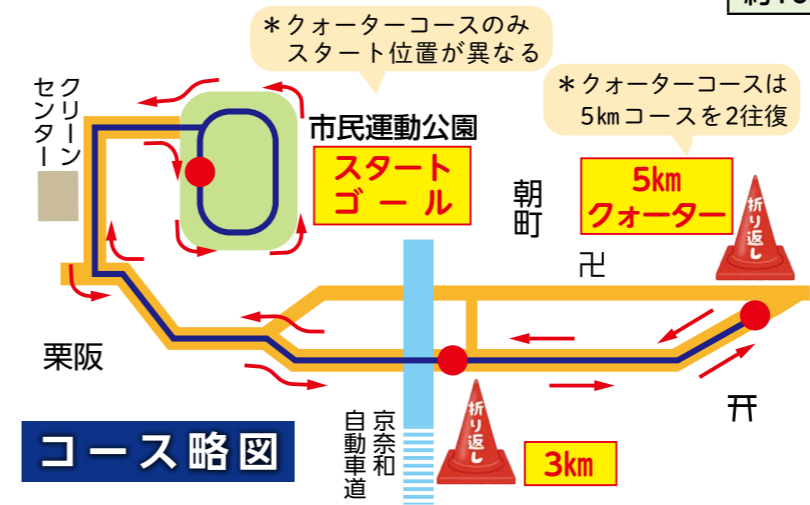 約10
＊クォーターコースのみ
スタート位置が異なる
＊クォーターコースは
5kmコースを2往復
クリーン
センター
市民運動公園
スタート
ゴール
朝町
5km
クォーター
折り返し
卍
栗阪
京奈和
自動車道
折り返し
3km
コース略図